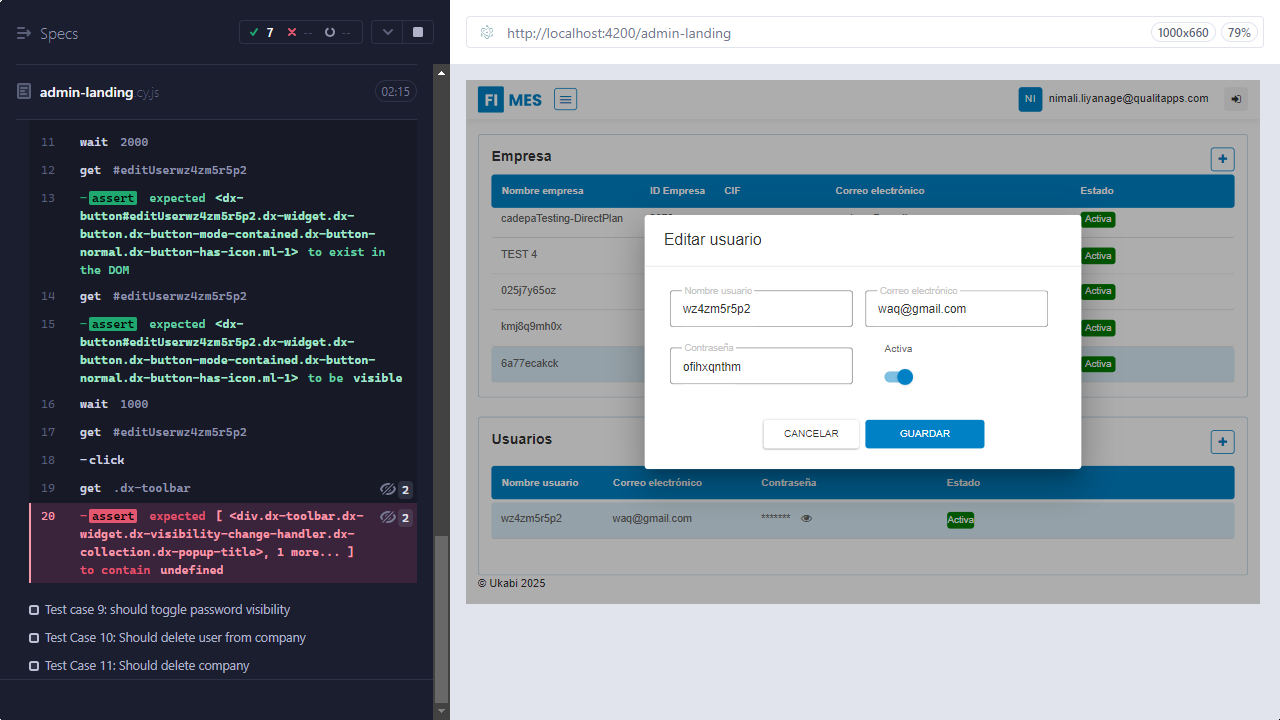 Specs
7
--
--
admin-landing.cy.js
02:15
11 wait 2000
12 get #editUserwz4zm5r5p2
13 -assert expected <dx-
button#editUserwz4zm5r5p2.dx-widget.dx-
button.dx-button-mode-contained.dx-button-
normal.dx-button-has-icon.ml-1> to exist in
the DOM
14 get #editUserwz4zm5r5p2
15 -assert expected <dx-
button#editUserwz4zm5r5p2.dx-widget.dx-
button.dx-button-mode-contained.dx-button-
normal.dx-button-has-icon.ml-1> to be visible
16 wait 1000
17 get #editUserwz4zm5r5p2
18 -click
19 get .dx-toolbar 2
20 -assert expected [ <div.dx-toolbar.dx- 2
widget.dx-visibility-change-handler.dx-
collection.dx-popup-title>, 1 more... ]
to contain undefined
Test case 9: should toggle password visibility
Test Case 10: Should delete user from company
Test Case 11: Should delete company
http://localhost:4200/admin-landing
1000x660
79%
FI MES
NI
nimali.liyanage@qualitapps.com
Empresa
+
Nombre empresa ID Empresa CIF Correo electrónico Estado
cadepaTesting-DirectPlan Activa
TEST 4 Activa
025j7y65oz Activa
kmj8q9mh0x Activa
6a77ecakck Activa
Editar usuario
Nombre usuario
wz4zm5r5p2
Correo electrónico
waq@gmail.com
Contraseña
ofihxqnthm
Activa
CANCELAR
GUARDAR
Usuarios
+
Nombre usuario Correo electrónico Contraseña Estado
wz4zm5r5p2 waq@gmail.com ******* Activa
© Ukabi 2025